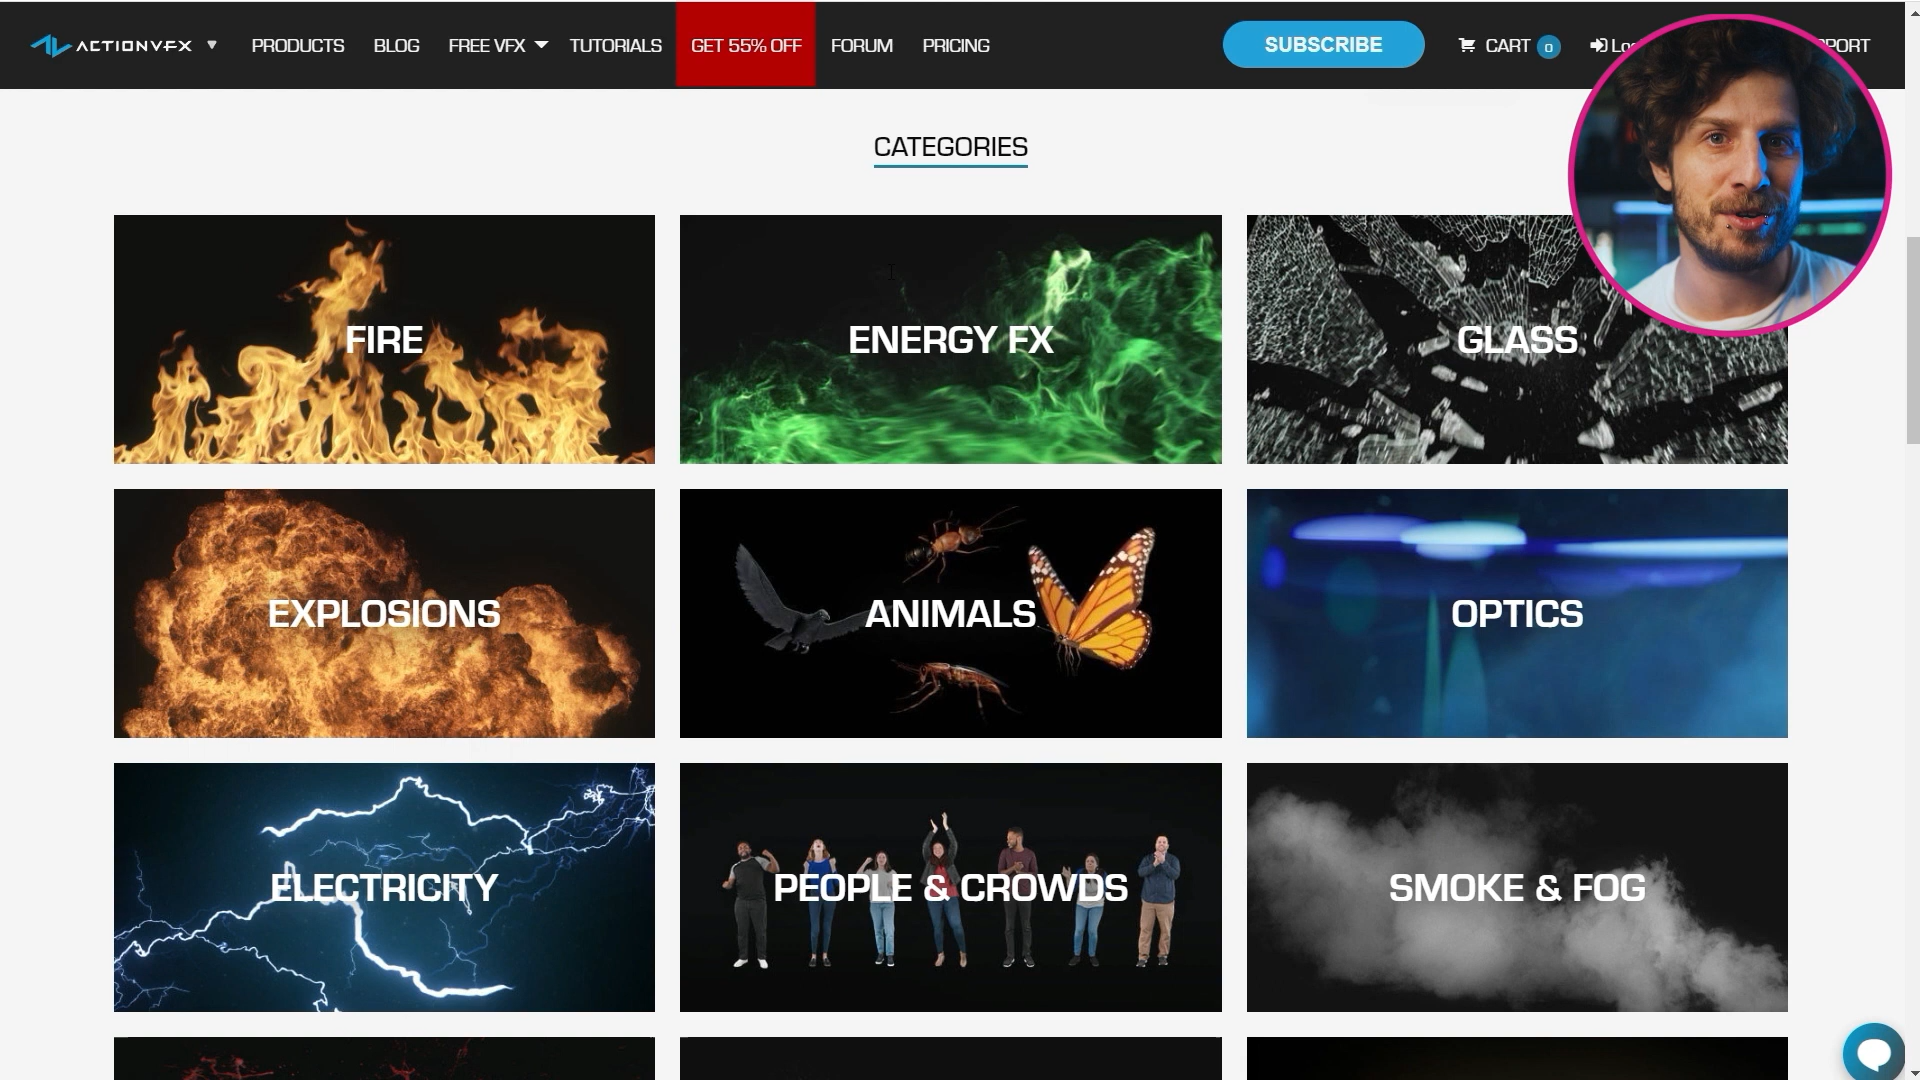 ACTIONVFX
PRODUCTS
BLOG
FREE VFX
TUTORIALS
GET 55% OFF
FORUM
PRICING
SUBSCRIBE
CART 0
CATEGORIES
FIRE
ENERGY FX
GLASS
EXPLOSIONS
ANIMALS
OPTICS
ELECTRICITY
PEOPLE & CROWDS
SMOKE & FOG